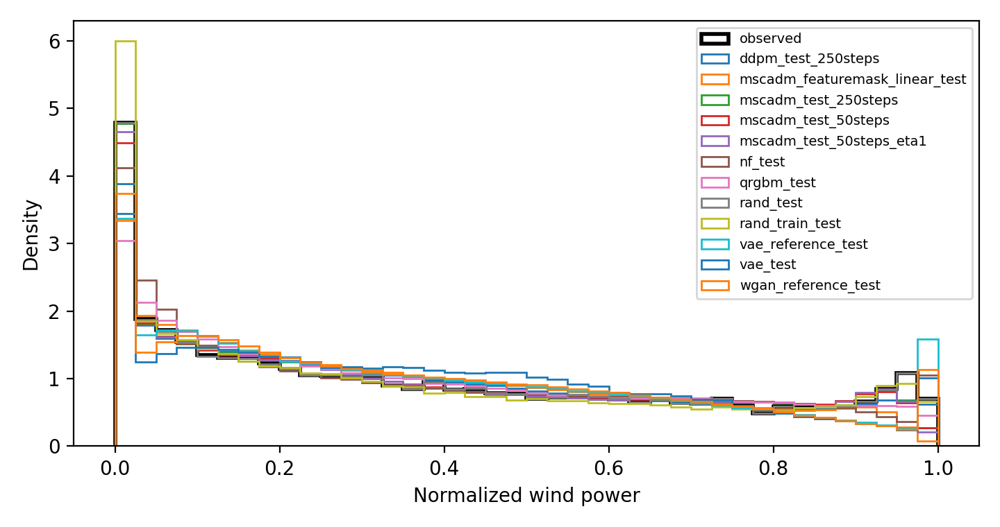 6
5
4
3
2
1
0
Density
0.0 0.2 0.4 0.6 0.8 1.0
Normalized wind power
observed
ddpm_test_250steps
mscadm_featuremask_linear_test
mscadm_test_250steps
mscadm_test_50steps
mscadm_test_50steps_eta1
nf_test
qrgbm_test
rand_test
rand_train_test
vae_reference_test
vae_test
wgan_reference_test